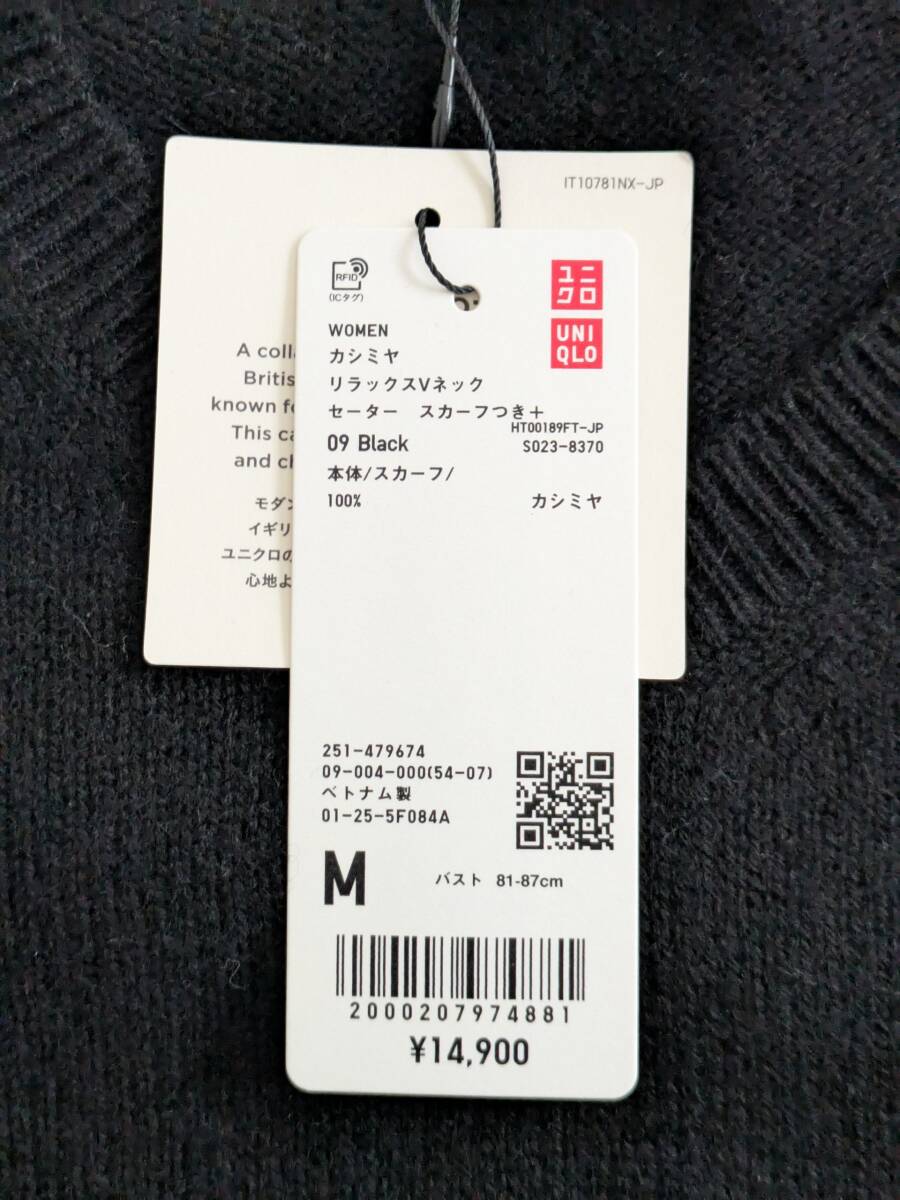 IT10781NX-JP
A coll
Britis
known fo
This ca
and ch
モダン
イギリ
ユニクロの
心地よ
RFID
(ICタグ)
ユニ
クロ
UNI
QLO
WOMEN
カシミヤ
リラックスVネック
セーター スカーフつき+
HT00189FT-JP
09 Black S023-8370
本体/スカーフ/
100% カシミヤ
251-479674
09-004-000(54-07)
ベトナム製
01-25-5F084A
M バスト 81-87cm
2000207974881
¥14,900